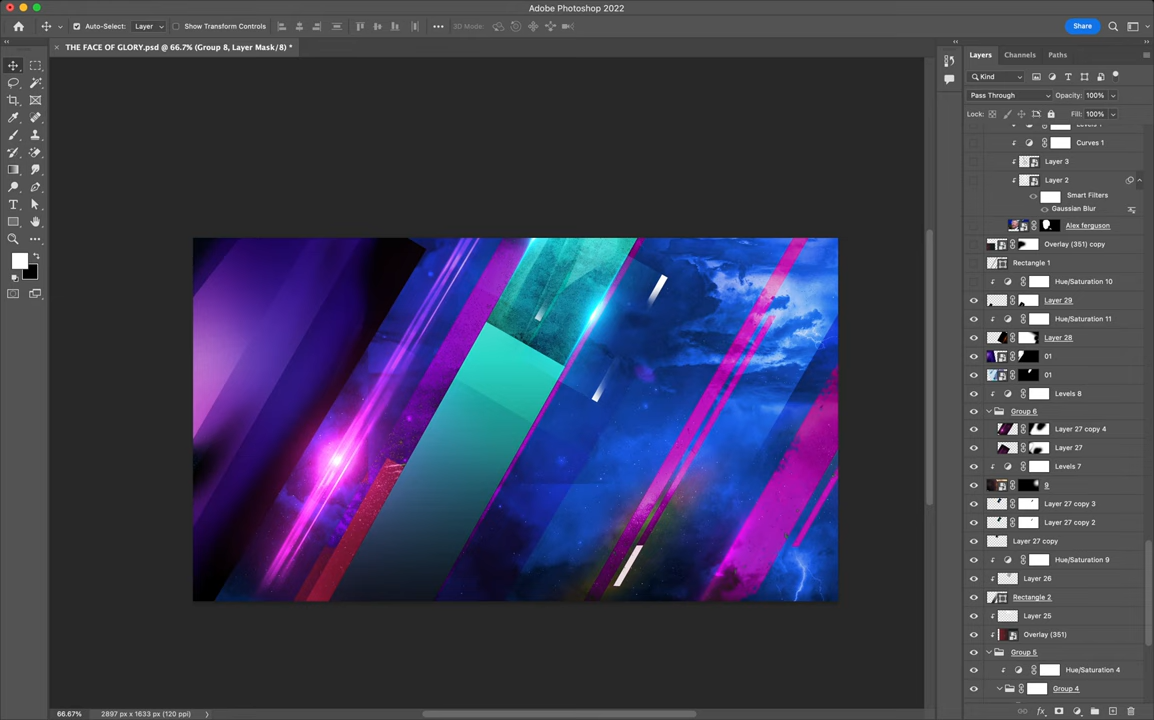 Adobe Photoshop 2022
Auto-Select: Layer Show Transform Controls 3D Mode: Share
THE FACE OF GLORY.psd @ 66.7% (Group 8, Layer Mask/8) *
Layers Channels Paths
Kind
Pass Through Opacity: 100%
Lock: Fill: 100%
Curves 1
Layer 3
Layer 2
Smart Filters
Gaussian Blur
Alex ferguson
Overlay (351) copy
Rectangle 1
Hue/Saturation 10
Layer 29
Hue/Saturation 11
Layer 28
01
01
Levels 8
Group 6
Layer 27 copy 4
Layer 27
Levels 7
9
Layer 27 copy 3
Layer 27 copy 2
Layer 27 copy
Hue/Saturation 9
Layer 26
Rectangle 2
Layer 25
Overlay (351)
Group 5
Hue/Saturation 4
Group 4
66.67% 2897 px x 1633 px (120 ppi)